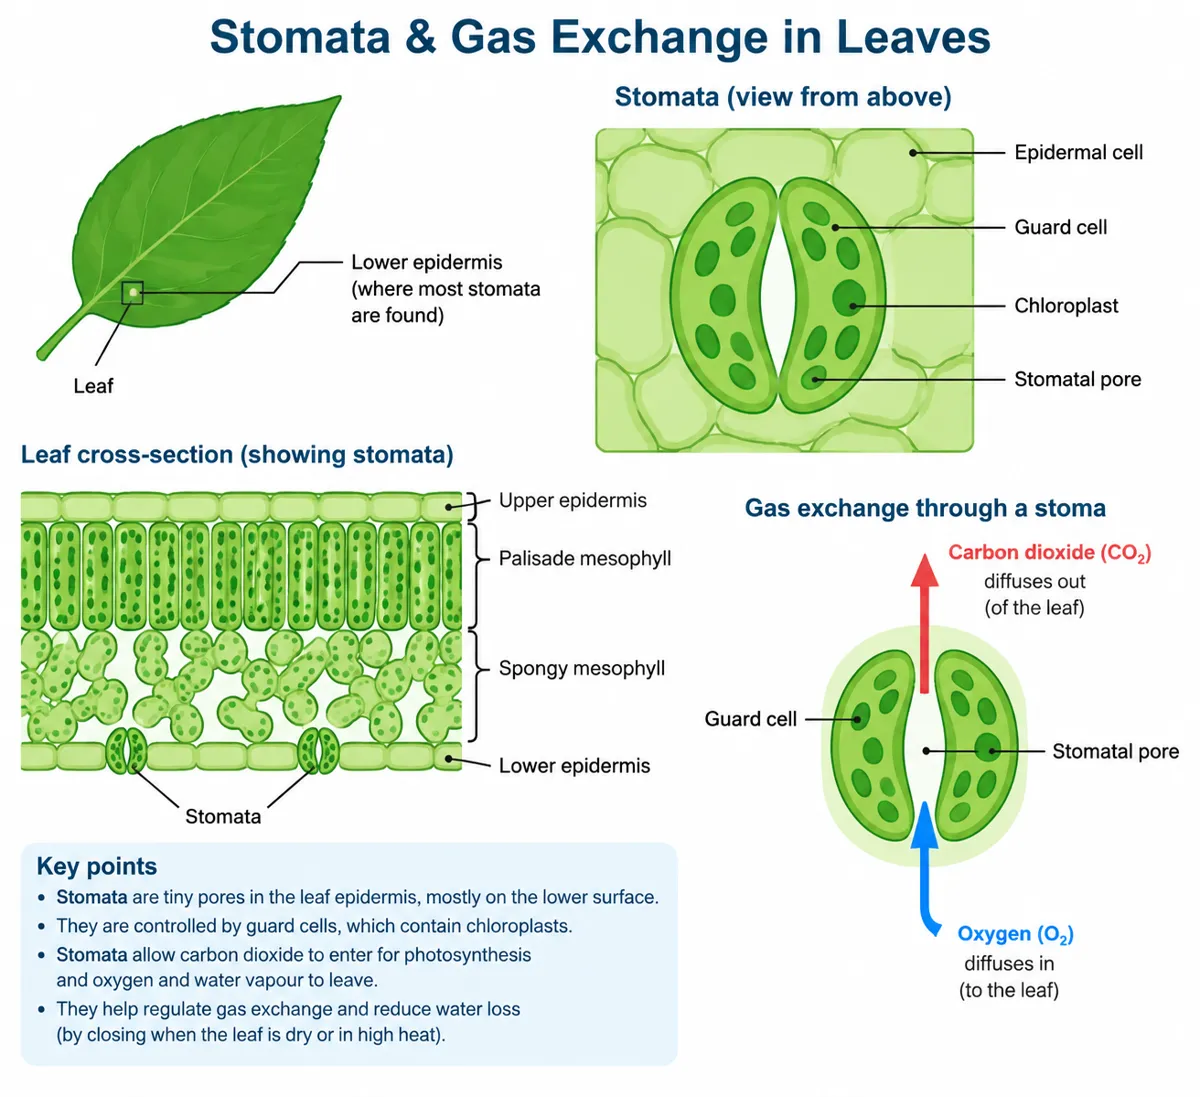 Stomata & Gas Exchange in Leaves
Lower epidermis
(where most stomata
are found)
Leaf
Stomata (view from above)
Epidermal cell
Guard cell
Chloroplast
Stomatal pore
Leaf cross-section (showing stomata)
Upper epidermis
Palisade mesophyll
Spongy mesophyll
Lower epidermis
Stomata
Gas exchange through a stoma
Carbon dioxide (CO₂)
diffuses out
(of the leaf)
Guard cell
Stomatal pore
Oxygen (O₂)
diffuses in
(to the leaf)
Key points
• Stomata are tiny pores in the leaf epidermis, mostly on the lower surface.
• They are controlled by guard cells, which contain chloroplasts.
• Stomata allow carbon dioxide to enter for photosynthesis
and oxygen and water vapour to leave.
• They help regulate gas exchange and reduce water loss
(by closing when the leaf is dry or in high heat).